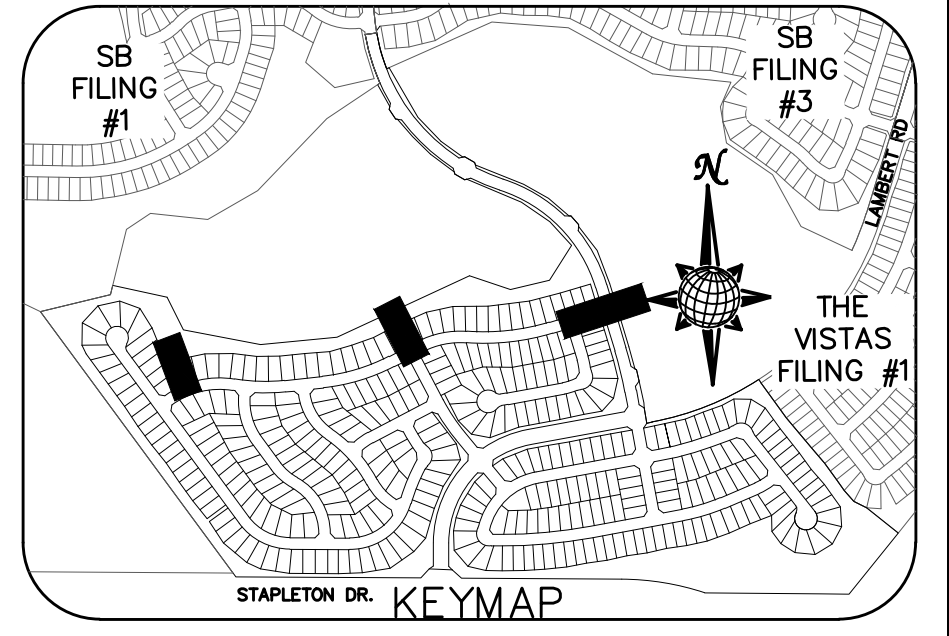 SB
FILING
#1
SB
FILING
#3
LAMBERT RD
N
THE
VISTAS
FILING #1
STAPLETON DR.
KEYMAP